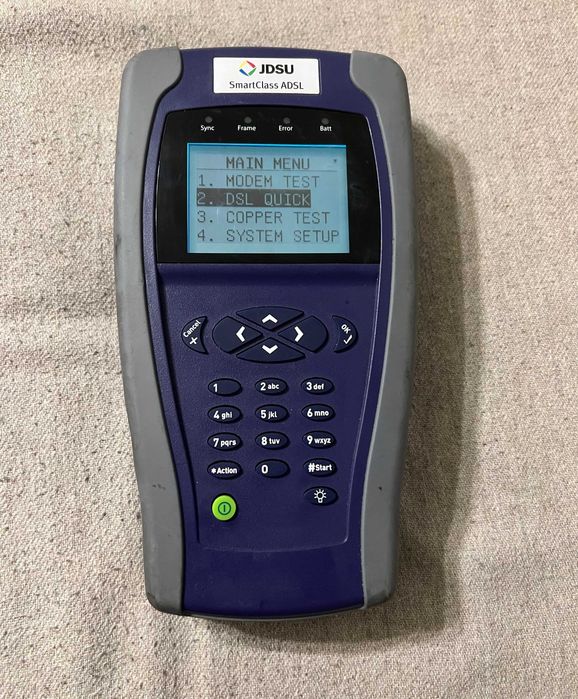 JDSU
SmartClass ADSL
Sync Frame Error Batt
MAIN MENU
1. MODEM TEST
2. DSL QUICK
3. COPPER TEST
4. SYSTEM SETUP
Cancel
OK
1 2 abc 3 def
4 ghi 5 jkl 6 mno
7 pqrs 8 tuv 9 wxyz
*Action 0 #Start